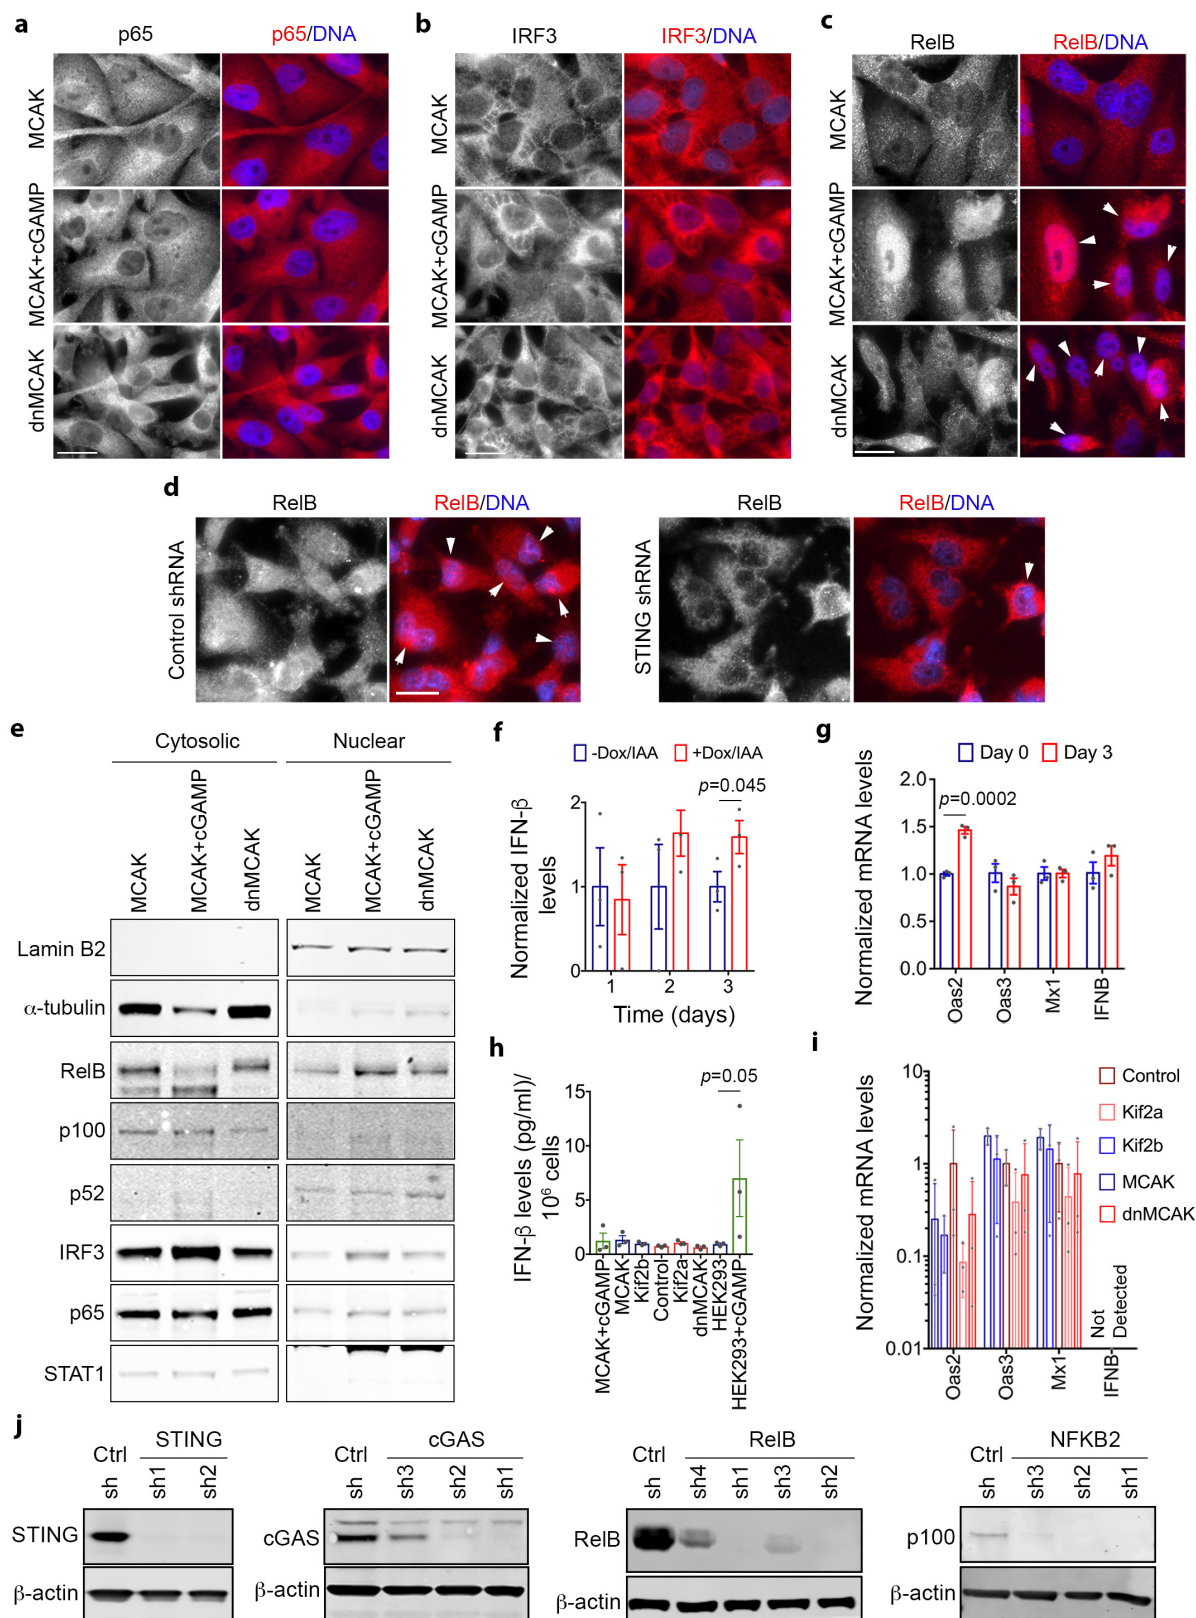 a
p65
p65/DNA
MCAK
MCAK+cGAMP
dnMCAK
b
IRF3
IRF3/DNA
MCAK
MCAK+cGAMP
dnMCAK
c
RelB
RelB/DNA
MCAK
MCAK+cGAMP
dnMCAK
d
RelB
RelB/DNA
Control shRNA
RelB
RelB/DNA
STING shRNA
e
Cytosolic
Nuclear
MCAK
MCAK+cGAMP
dnMCAK
MCAK
MCAK+cGAMP
dnMCAK
Lamin B2
α-tubulin
RelB
p100
p52
IRF3
p65
STAT1
f
-Dox/IAA
+Dox/IAA
p=0.045
Normalized IFN-β
levels
2
1
0
1 2 3
Time (days)
g
Day 0
Day 3
p=0.0002
Normalized mRNA levels
2.0
1.5
1.0
0.5
0.0
Oas2
Oas3
Mx1
IFNB
h
p=0.05
IFN-β levels (pg/ml)/
10⁶ cells
15
10
5
0
MCAK+cGAMP
MCAK
Kif2b
Control
Kif2a
dnMCAK
HEK293
HEK293+cGAMP
i
Normalized mRNA levels
10
1
0.1
0.01
Control
Kif2a
Kif2b
MCAK
dnMCAK
Not
Detected
Oas2
Oas3
Mx1
IFNB
j
Ctrl
STING
sh
sh1
sh2
STING
β-actin
Ctrl
cGAS
sh
sh3
sh2
sh1
cGAS
β-actin
Ctrl
RelB
sh
sh4
sh1
sh3
sh2
RelB
β-actin
Ctrl
NFKB2
sh
sh3
sh2
sh1
p100
β-actin